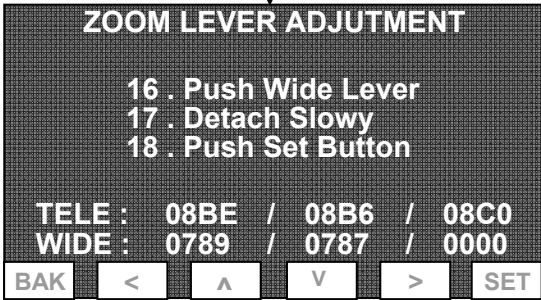 ZOOM LEVER ADJUTMENT
16 . Push Wide Lever
17 . Detach Slowy
18 . Push Set Button
TELE : 08BE / 08B6 / 08C0
WIDE : 0789 / 0787 / 0000
BAK < ʌ V > SET